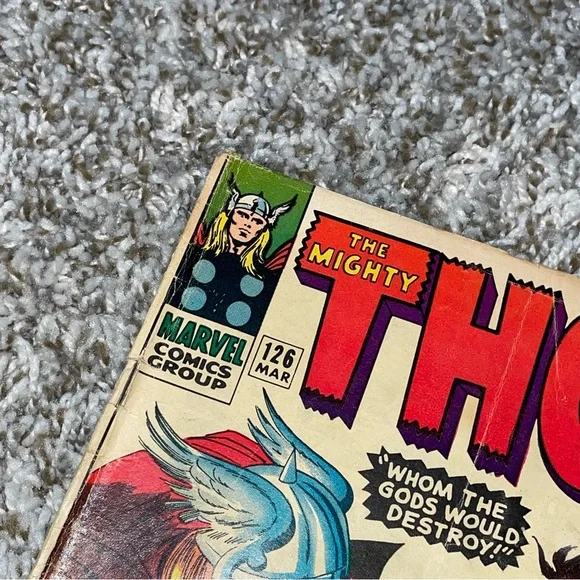 THE
MIGHTY
THO
MARVEL
COMICS
GROUP
126
MAR
"WHOM THE
GODS WOULD
DESTROY!"